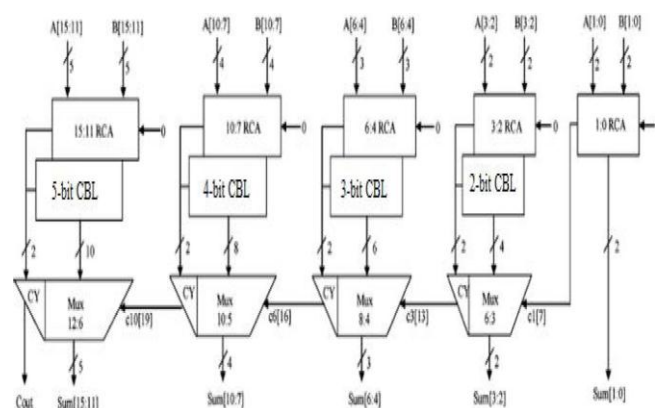 A[15:11] B[15:11] A[10:7] B[10:7] A[6:4] B[6:4] A[3:2] B[3:2] A[1:0] B[1:0]
5 5 4 4 3 3 2 2 2 2
15:11 RCA 0 10:7 RCA 0 6:4 RCA 0 3:2 RCA 0 1:0 RCA
5-bit CBL 4-bit CBL 3-bit CBL 2-bit CBL
2 10 2 8 2 6 2 4 2
CY Mux 12:6 c10[19] CY Mux 10:5 c6[16] CY Mux 8:4 c3[13] CY Mux 6:3 c1[7]
5 4 3 2
Cout Sum[15:11] Sum[10:7] Sum[6:4] Sum[3:2] Sum[1:0]